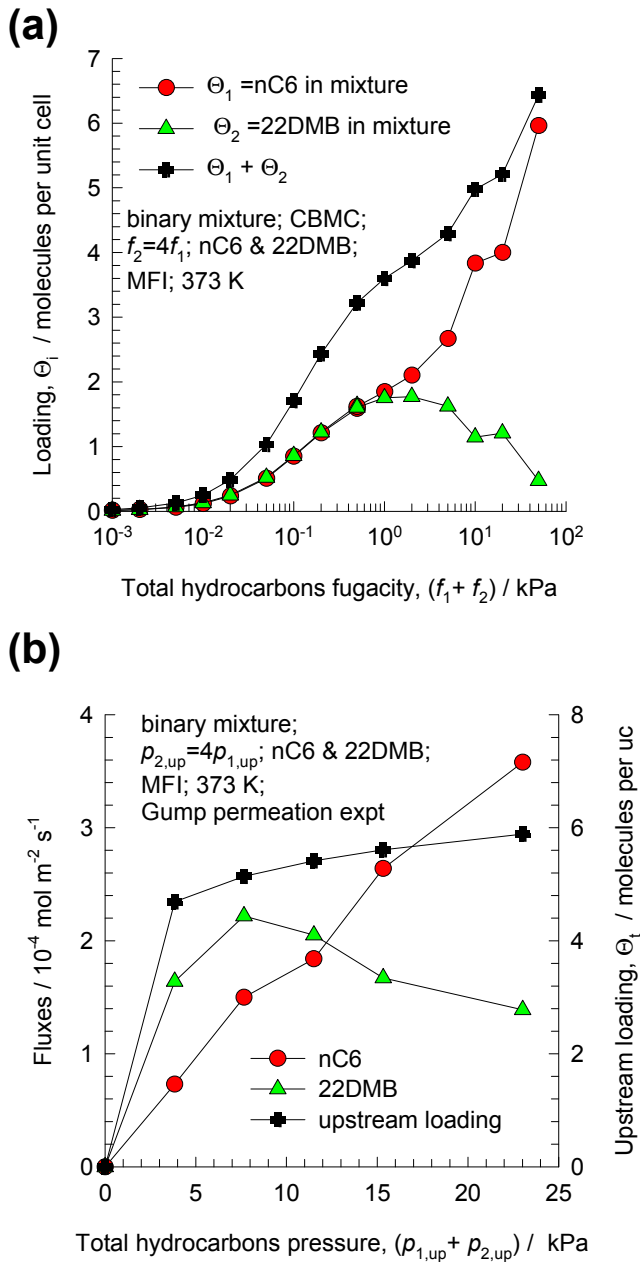 (a)
7
6
5
4
3
2
1
0
Loading, Θi / molecules per unit cell
Θ1 =nC6 in mixture
Θ2 =22DMB in mixture
Θ1 + Θ2
binary mixture; CBMC;
f2=4f1; nC6 & 22DMB;
MFI; 373 K
10-3 10-2 10-1 100 101 102
Total hydrocarbons fugacity, (f1+ f2) / kPa
(b)
4
3
2
1
0
Fluxes / 10-4 mol m-2 s-1
binary mixture;
p2,up=4p1,up; nC6 & 22DMB;
MFI; 373 K;
Gump permeation expt
nC6
22DMB
upstream loading
8
6
4
2
0
Upstream loading, Θt / molecules per uc
0 5 10 15 20 25
Total hydrocarbons pressure, (p1,up+ p2,up) / kPa